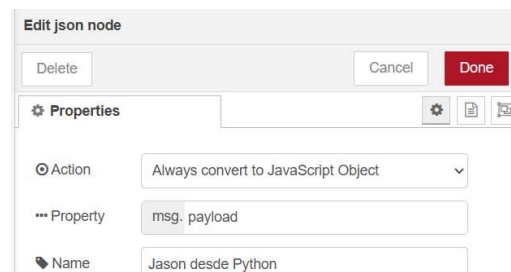 Edit json node
Delete Cancel Done
Properties
Action Always convert to JavaScript Object
Property msg. payload
Name Jason desde Python